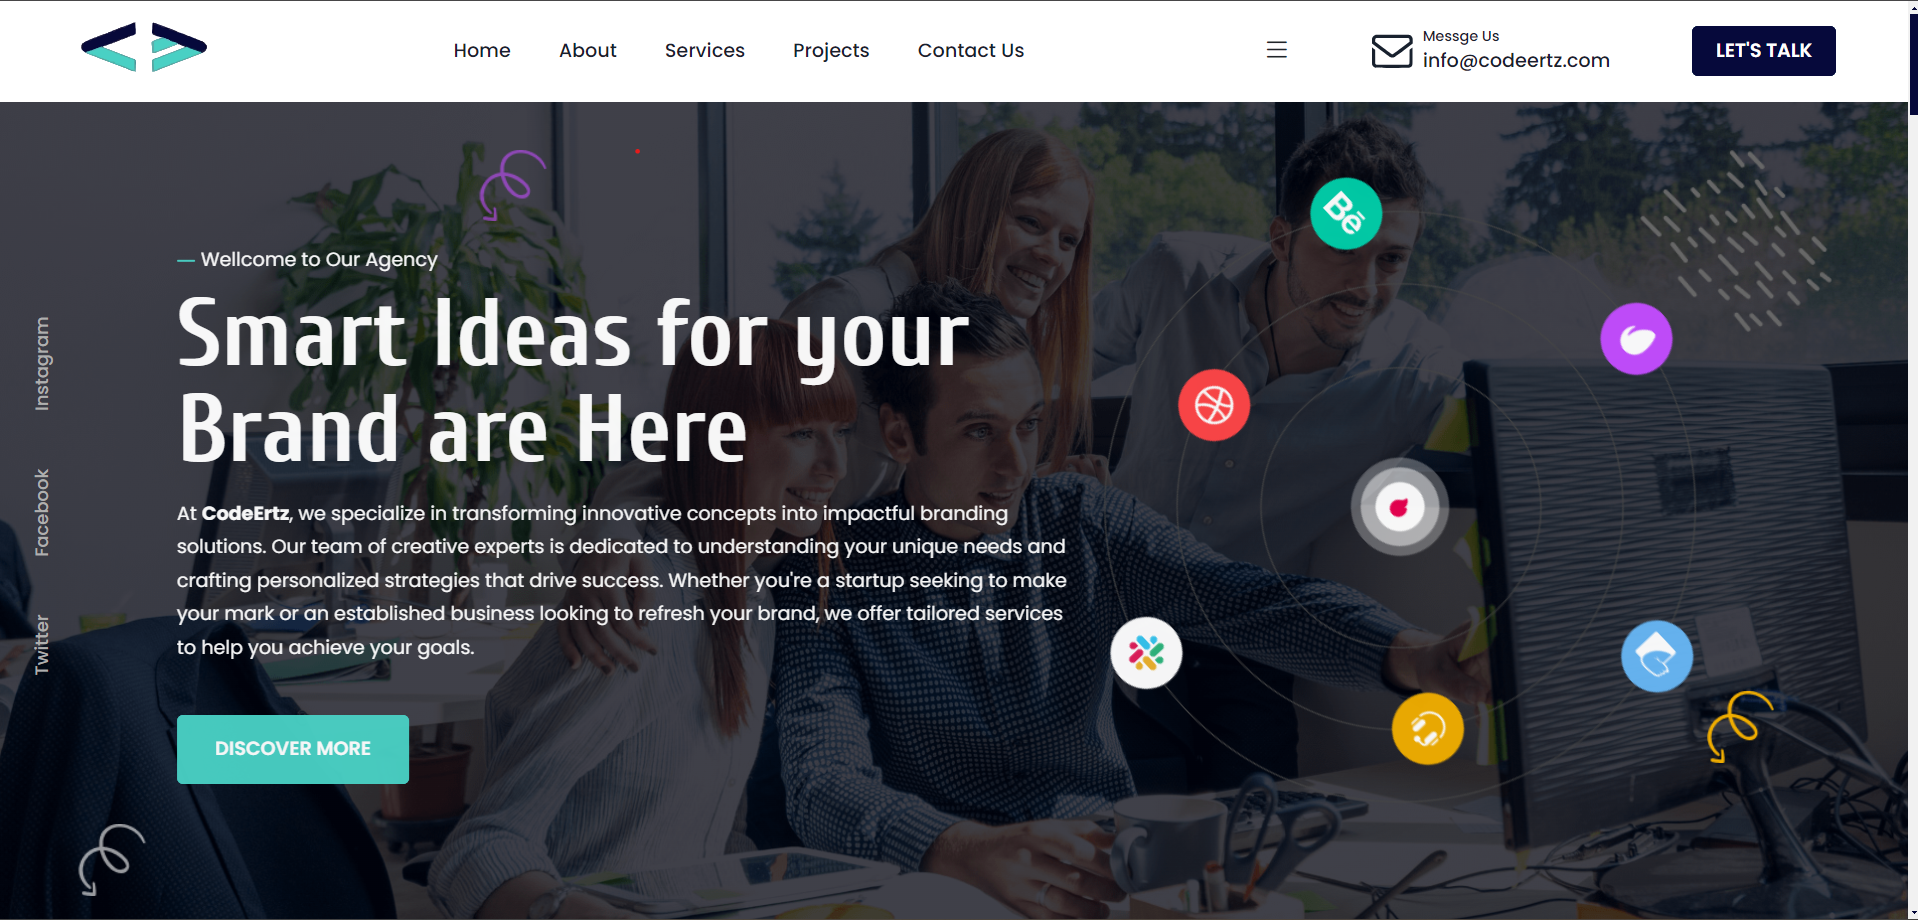 Home
About
Services
Projects
Contact Us
Messge Us
info@codeertz.com
LET'S TALK
Instagram
Facebook
Twitter
— Wellcome to Our Agency
Smart Ideas for your
Brand are Here
At CodeErtz, we specialize in transforming innovative concepts into impactful branding
solutions. Our team of creative experts is dedicated to understanding your unique needs and
crafting personalized strategies that drive success. Whether you're a startup seeking to make
your mark or an established business looking to refresh your brand, we offer tailored services
to help you achieve your goals.
DISCOVER MORE
Bē